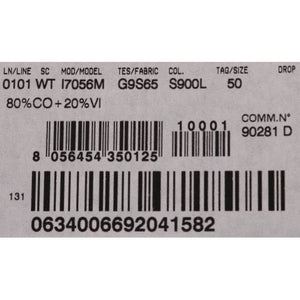 LN/LINE SC MOD/MODEL TES/FABRIC COL. TAG/SIZE DROP
0101 WT I7056M G9S65 S900L 50
80%CO+20%VI
COMM.N°
10001 90281 D
8 056454 350125
131
0634006692041582